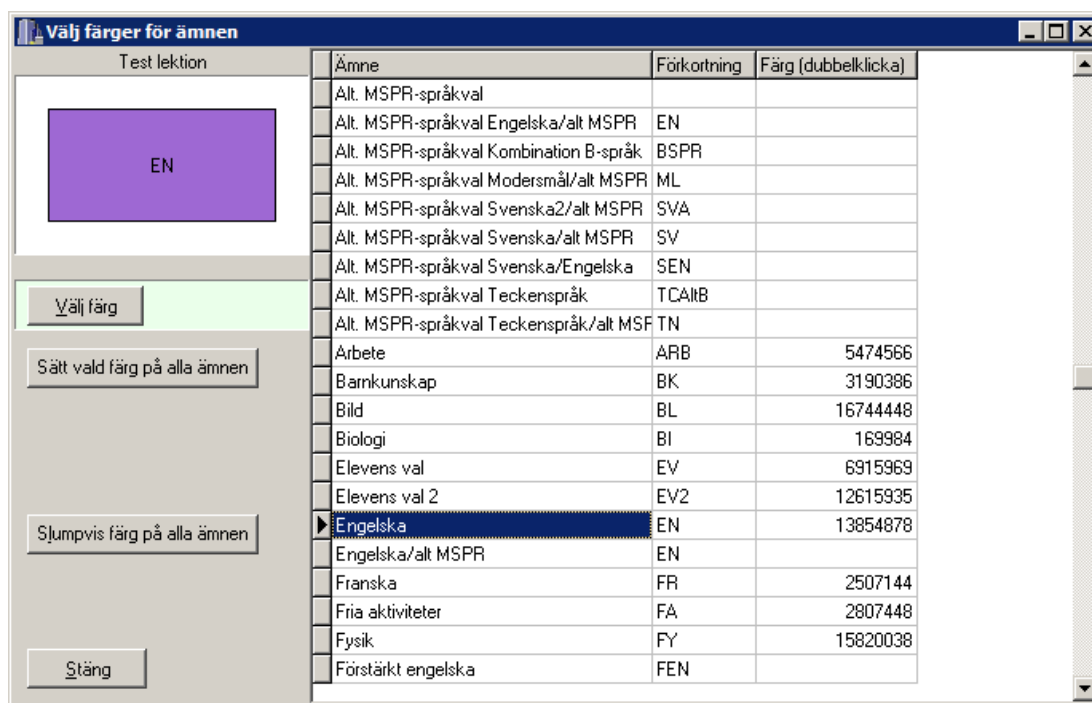 Välj färger för ämnen
Test lektion
EN
Välj färg
Sätt vald färg på alla ämnen
Slumpvis färg på alla ämnen
Stäng
Ämne Förkortning Färg (dubbelklicka)
Alt. MSPR-språkval
Alt. MSPR-språkval Engelska/alt MSPR EN
Alt. MSPR-språkval Kombination B-språk BSPR
Alt. MSPR-språkval Modersmål/alt MSPR ML
Alt. MSPR-språkval Svenska2/alt MSPR SVA
Alt. MSPR-språkval Svenska/alt MSPR SV
Alt. MSPR-språkval Svenska/Engelska SEN
Alt. MSPR-språkval Teckenspråk TCAltB
Alt. MSPR-språkval Teckenspråk/alt MSP TN
Arbete ARB 5474566
Barnkunskap BK 3190386
Bild BL 16744448
Biologi BI 169984
Elevens val EV 6915969
Elevens val 2 EV2 12615935
Engelska EN 13854878
Engelska/alt MSPR EN
Franska FR 2507144
Fria aktiviteter FA 2807448
Fysik FY 15820038
Förstärkt engelska FEN